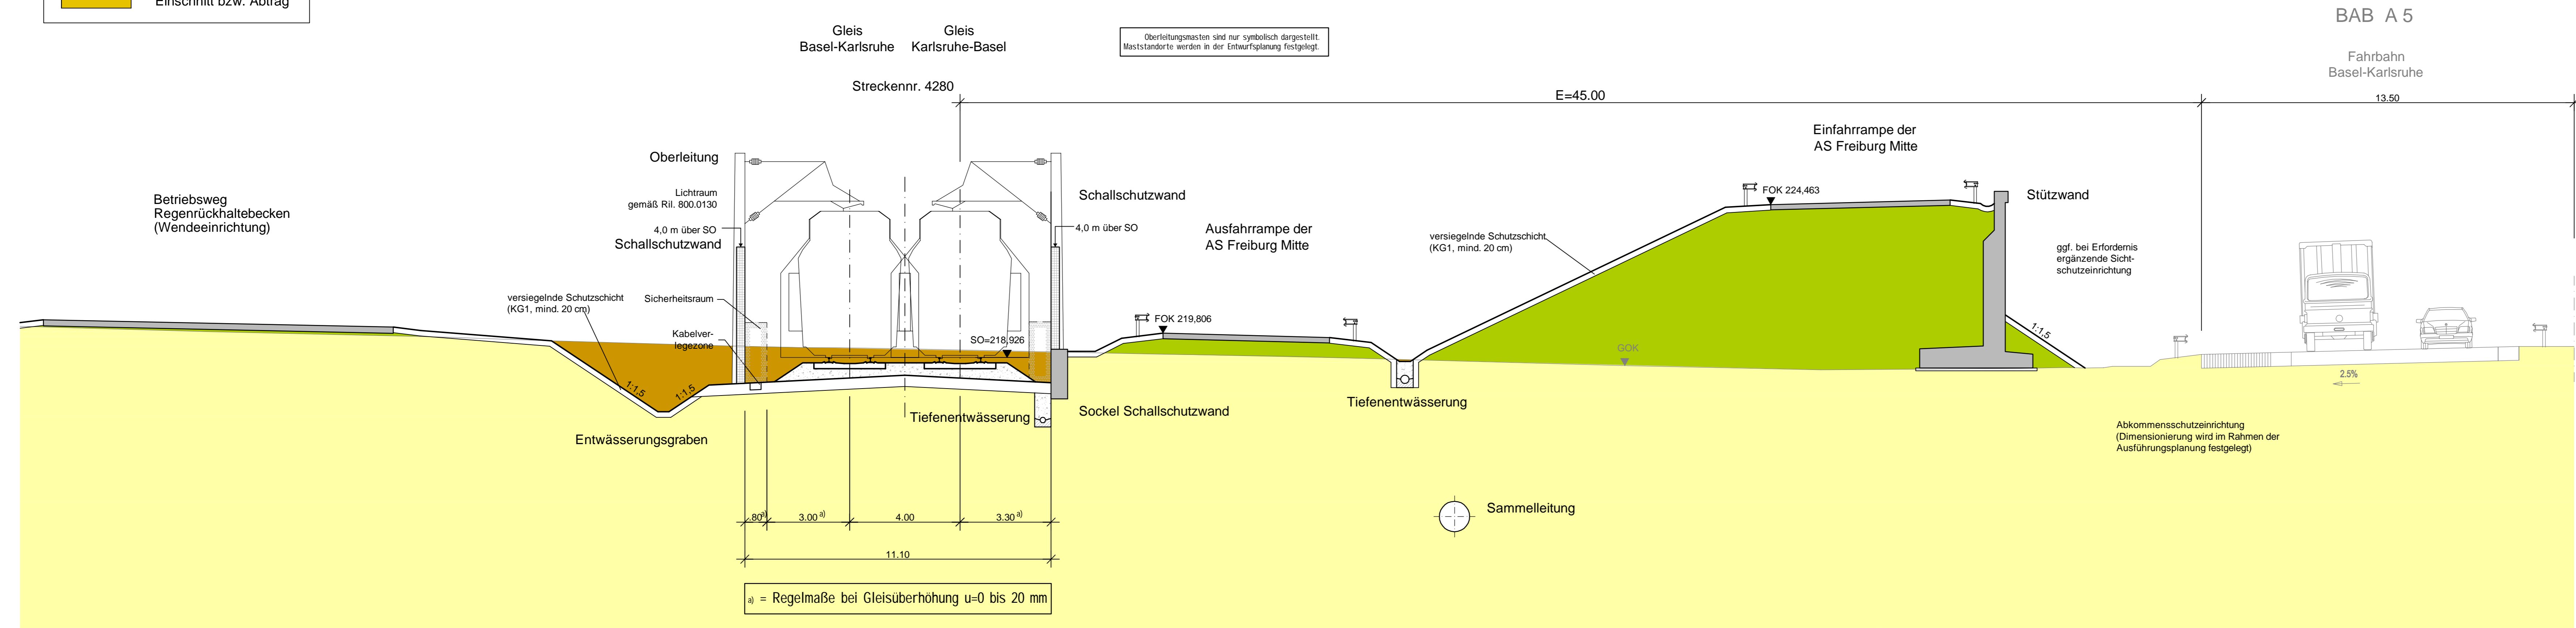 Einschnitt bzw. Abtrag
Gleis
Basel-Karlsruhe
Gleis
Karlsruhe-Basel
Oberleitungsmasten sind nur symbolisch dargestellt.
Maststandorte werden in der Entwurfsplanung festgelegt.
BAB A 5
Fahrbahn
Basel-Karlsruhe
Streckennr. 4280
E=45.00
13.50
Einfahrrampe der
AS Freiburg Mitte
Oberleitung
Lichtraum
gemäß Ril. 800.0130
4,0 m über SO
Schallschutzwand
Betriebsweg
Regenrückhaltebecken
(Wendeeinrichtung)
Schallschutzwand
4,0 m über SO
Ausfahrrampe der
AS Freiburg Mitte
FOK 224,463
Stützwand
versiegelnde Schutzschicht
(KG1, mind. 20 cm)
ggf. bei Erfordernis
ergänzende Sicht-
schutzeinrichtung
versiegelnde Schutzschicht
(KG1, mind. 20 cm)
Sicherheitsraum
Kabelver-
legezone
SO=218,926
FOK 219,806
GOK
1:1,5
1:1,5
1:1,5
2.5%
Entwässerungsgraben
Tiefenentwässerung
Sockel Schallschutzwand
Tiefenentwässerung
Abkommensschutzeinrichtung
(Dimensionierung wird im Rahmen der
Ausführungsplanung festgelegt)
Sammelleitung
.80 a)
3.00 a)
4.00
3.30 a)
11.10
a) = Regelmaße bei Gleisüberhöhung u=0 bis 20 mm